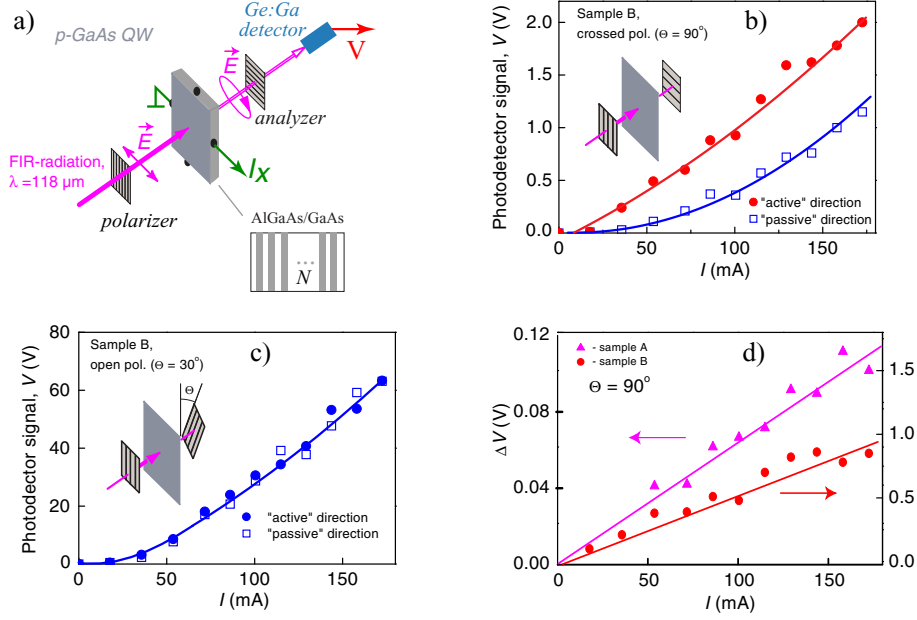 a)
p-GaAs QW
Ge:Ga
detector
V
E
analyzer
E
FIR-radiation,
λ =118 μm
polarizer
I
X
AlGaAs/GaAs
...
N
b)
Sample B,
crossed pol. (Θ = 90°)
Photodetector signal, V (V)
2.0
1.5
1.0
0.5
0.0
"active" direction
"passive" direction
0
50
100
150
I (mA)
c)
Sample B,
open pol. (Θ = 30°)
Θ
Photodector signal, V (V)
80
60
40
20
0
"active" direction
"passive" direction
0
50
100
150
I (mA)
d)
- sample A
- sample B
Θ = 90°
Δ V (V)
0.12
0.08
0.04
0.00
1.5
1.0
0.5
0.0
0
50
100
150
I (mA)